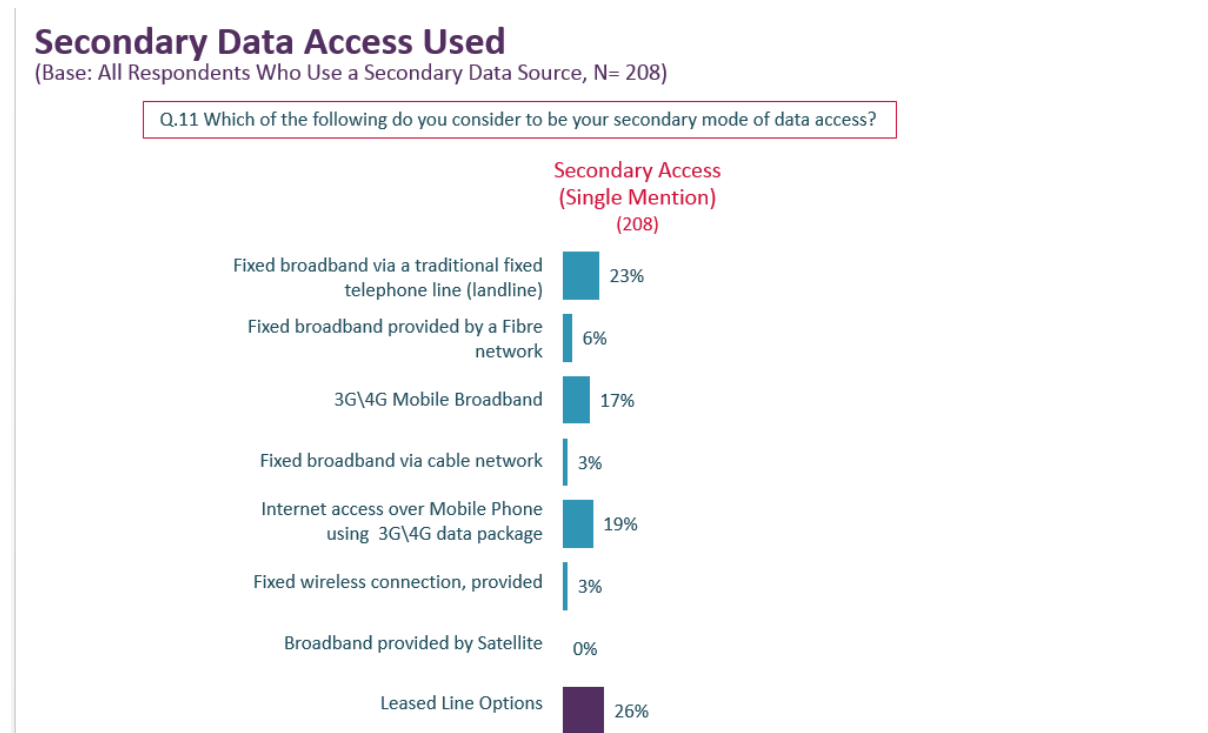 Secondary Data Access Used
(Base: All Respondents Who Use a Secondary Data Source, N= 208)
Q.11 Which of the following do you consider to be your secondary mode of data access?
Secondary Access
(Single Mention)
(208)
Fixed broadband via a traditional fixed
telephone line (landline)
23%
Fixed broadband provided by a Fibre
network
6%
3G\4G Mobile Broadband
17%
Fixed broadband via cable network
3%
Internet access over Mobile Phone
using 3G\4G data package
19%
Fixed wireless connection, provided
3%
Broadband provided by Satellite
0%
Leased Line Options
26%